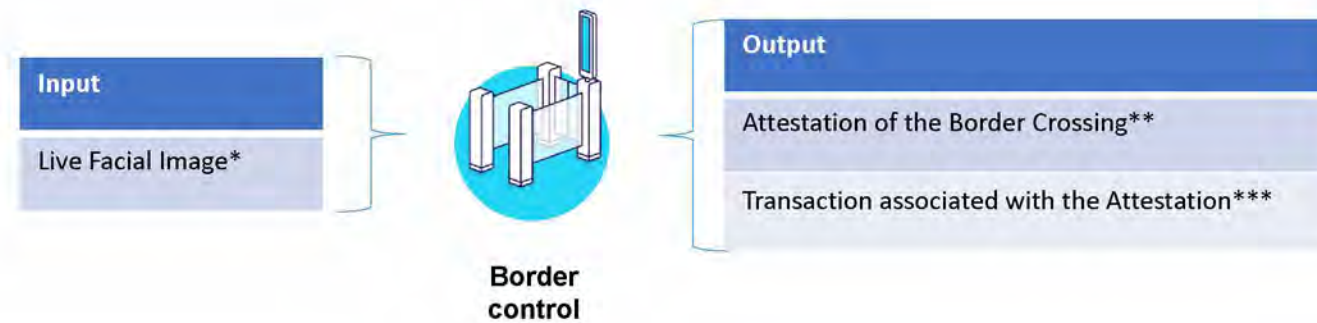 Input
Live Facial Image*
Border
control
Output
Attestation of the Border Crossing**
Transaction associated with the Attestation***